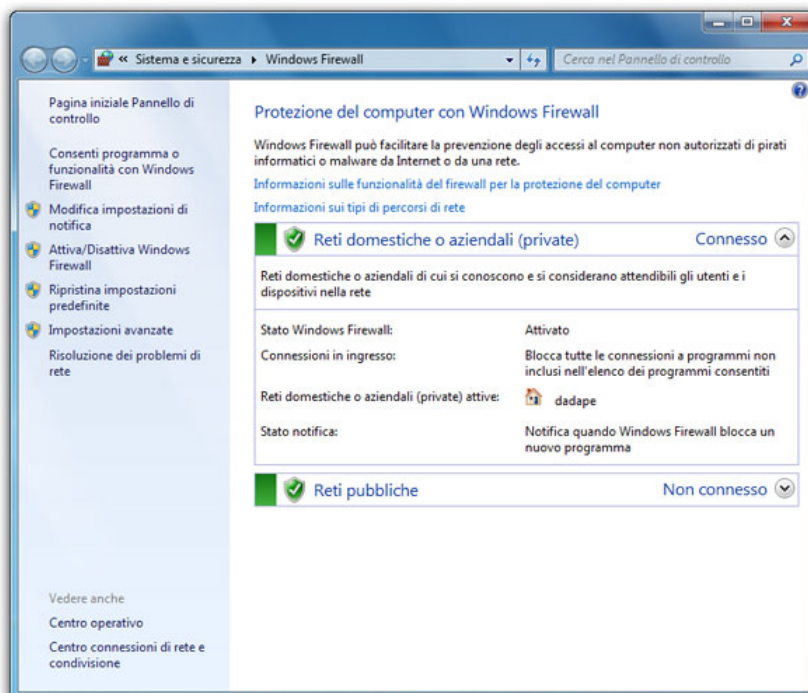 « Sistema e sicurezza ▸ Windows Firewall
Cerca nel Pannello di controllo
Pagina iniziale Pannello di
controllo
Consenti programma o
funzionalità con Windows
Firewall
Modifica impostazioni di
notifica
Attiva/Disattiva Windows
Firewall
Ripristina impostazioni
predefinite
Impostazioni avanzate
Risoluzione dei problemi di
rete
Vedere anche
Centro operativo
Centro connessioni di rete e
condivisione
Protezione del computer con Windows Firewall
Windows Firewall può facilitare la prevenzione degli accessi al computer non autorizzati di pirati
informatici o malware da Internet o da una rete.
Informazioni sulle funzionalità del firewall per la protezione del computer
Informazioni sui tipi di percorsi di rete
Reti domestiche o aziendali (private) Connesso
Reti domestiche o aziendali di cui si conoscono e si considerano attendibili gli utenti e i
dispositivi nella rete
Stato Windows Firewall: Attivato
Connessioni in ingresso: Blocca tutte le connessioni a programmi non
inclusi nell'elenco dei programmi consentiti
Reti domestiche o aziendali (private) attive: dadape
Stato notifica: Notifica quando Windows Firewall blocca un
nuovo programma
Reti pubbliche Non connesso